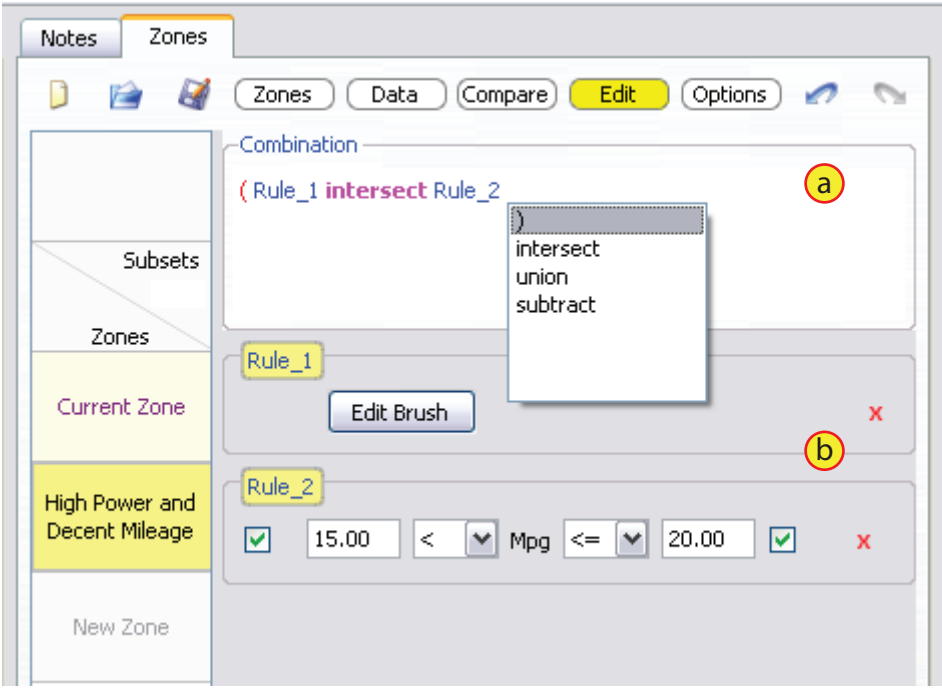 Notes Zones
Zones Data Compare Edit Options
Combination
( Rule_1 intersect Rule_2
a
)
intersect
union
subtract
Subsets
Zones
Rule_1
Current Zone
Edit Brush
x
b
High Power and
Decent Mileage
Rule_2
15.00 < Mpg <= 20.00
x
New Zone